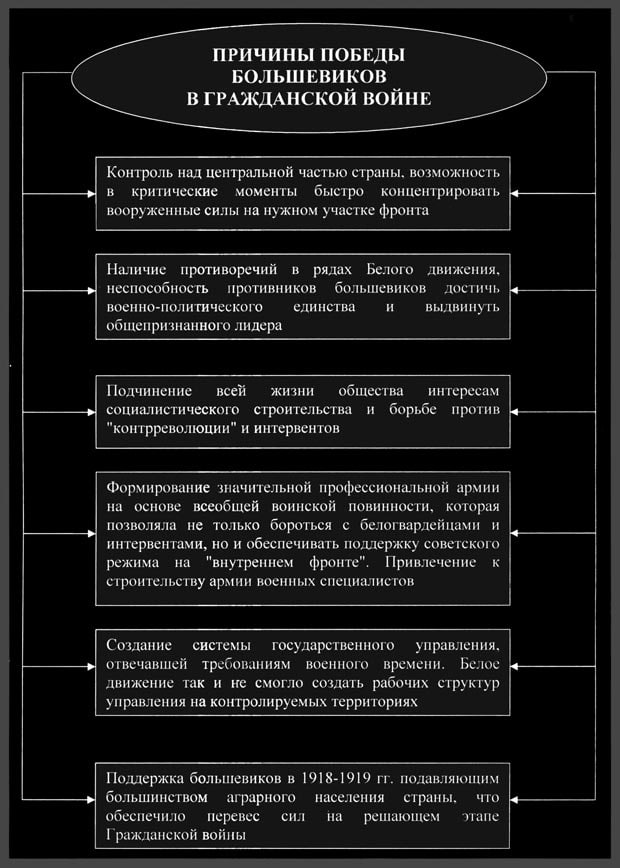 ПРИЧИНЫ ПОБЕДЫ
БОЛЬШЕВИКОВ
В ГРАЖДАНСКОЙ ВОЙНЕ
Контроль над центральной частью страны, возможность
в критические моменты быстро концентрировать
вооруженные силы на нужном участке фронта
Наличие противоречий в рядах Белого движения,
неспособность противников большевиков достичь
военно-политического единства и выдвинуть
общепризнанного лидера
Подчинение всей жизни общества интересам
социалистического строительства и борьбе против
"контрреволюции" и интервентов
Формирование значительной профессиональной армии
на основе всеобщей воинской повинности, которая
позволяла не только бороться с белогвардейцами и
интервентами, но и обеспечивать поддержку советского
режима на "внутреннем фронте". Привлечение к
строительству армии военных специалистов
Создание системы государственного управления,
отвечавшей требованиям военного времени. Белое
движение так и не смогло создать рабочих структур
управления на контролируемых территориях
Поддержка большевиков в 1918-1919 гг. подавляющим
большинством аграрного населения страны, что
обеспечило перевес сил на решающем этапе
Гражданской войны